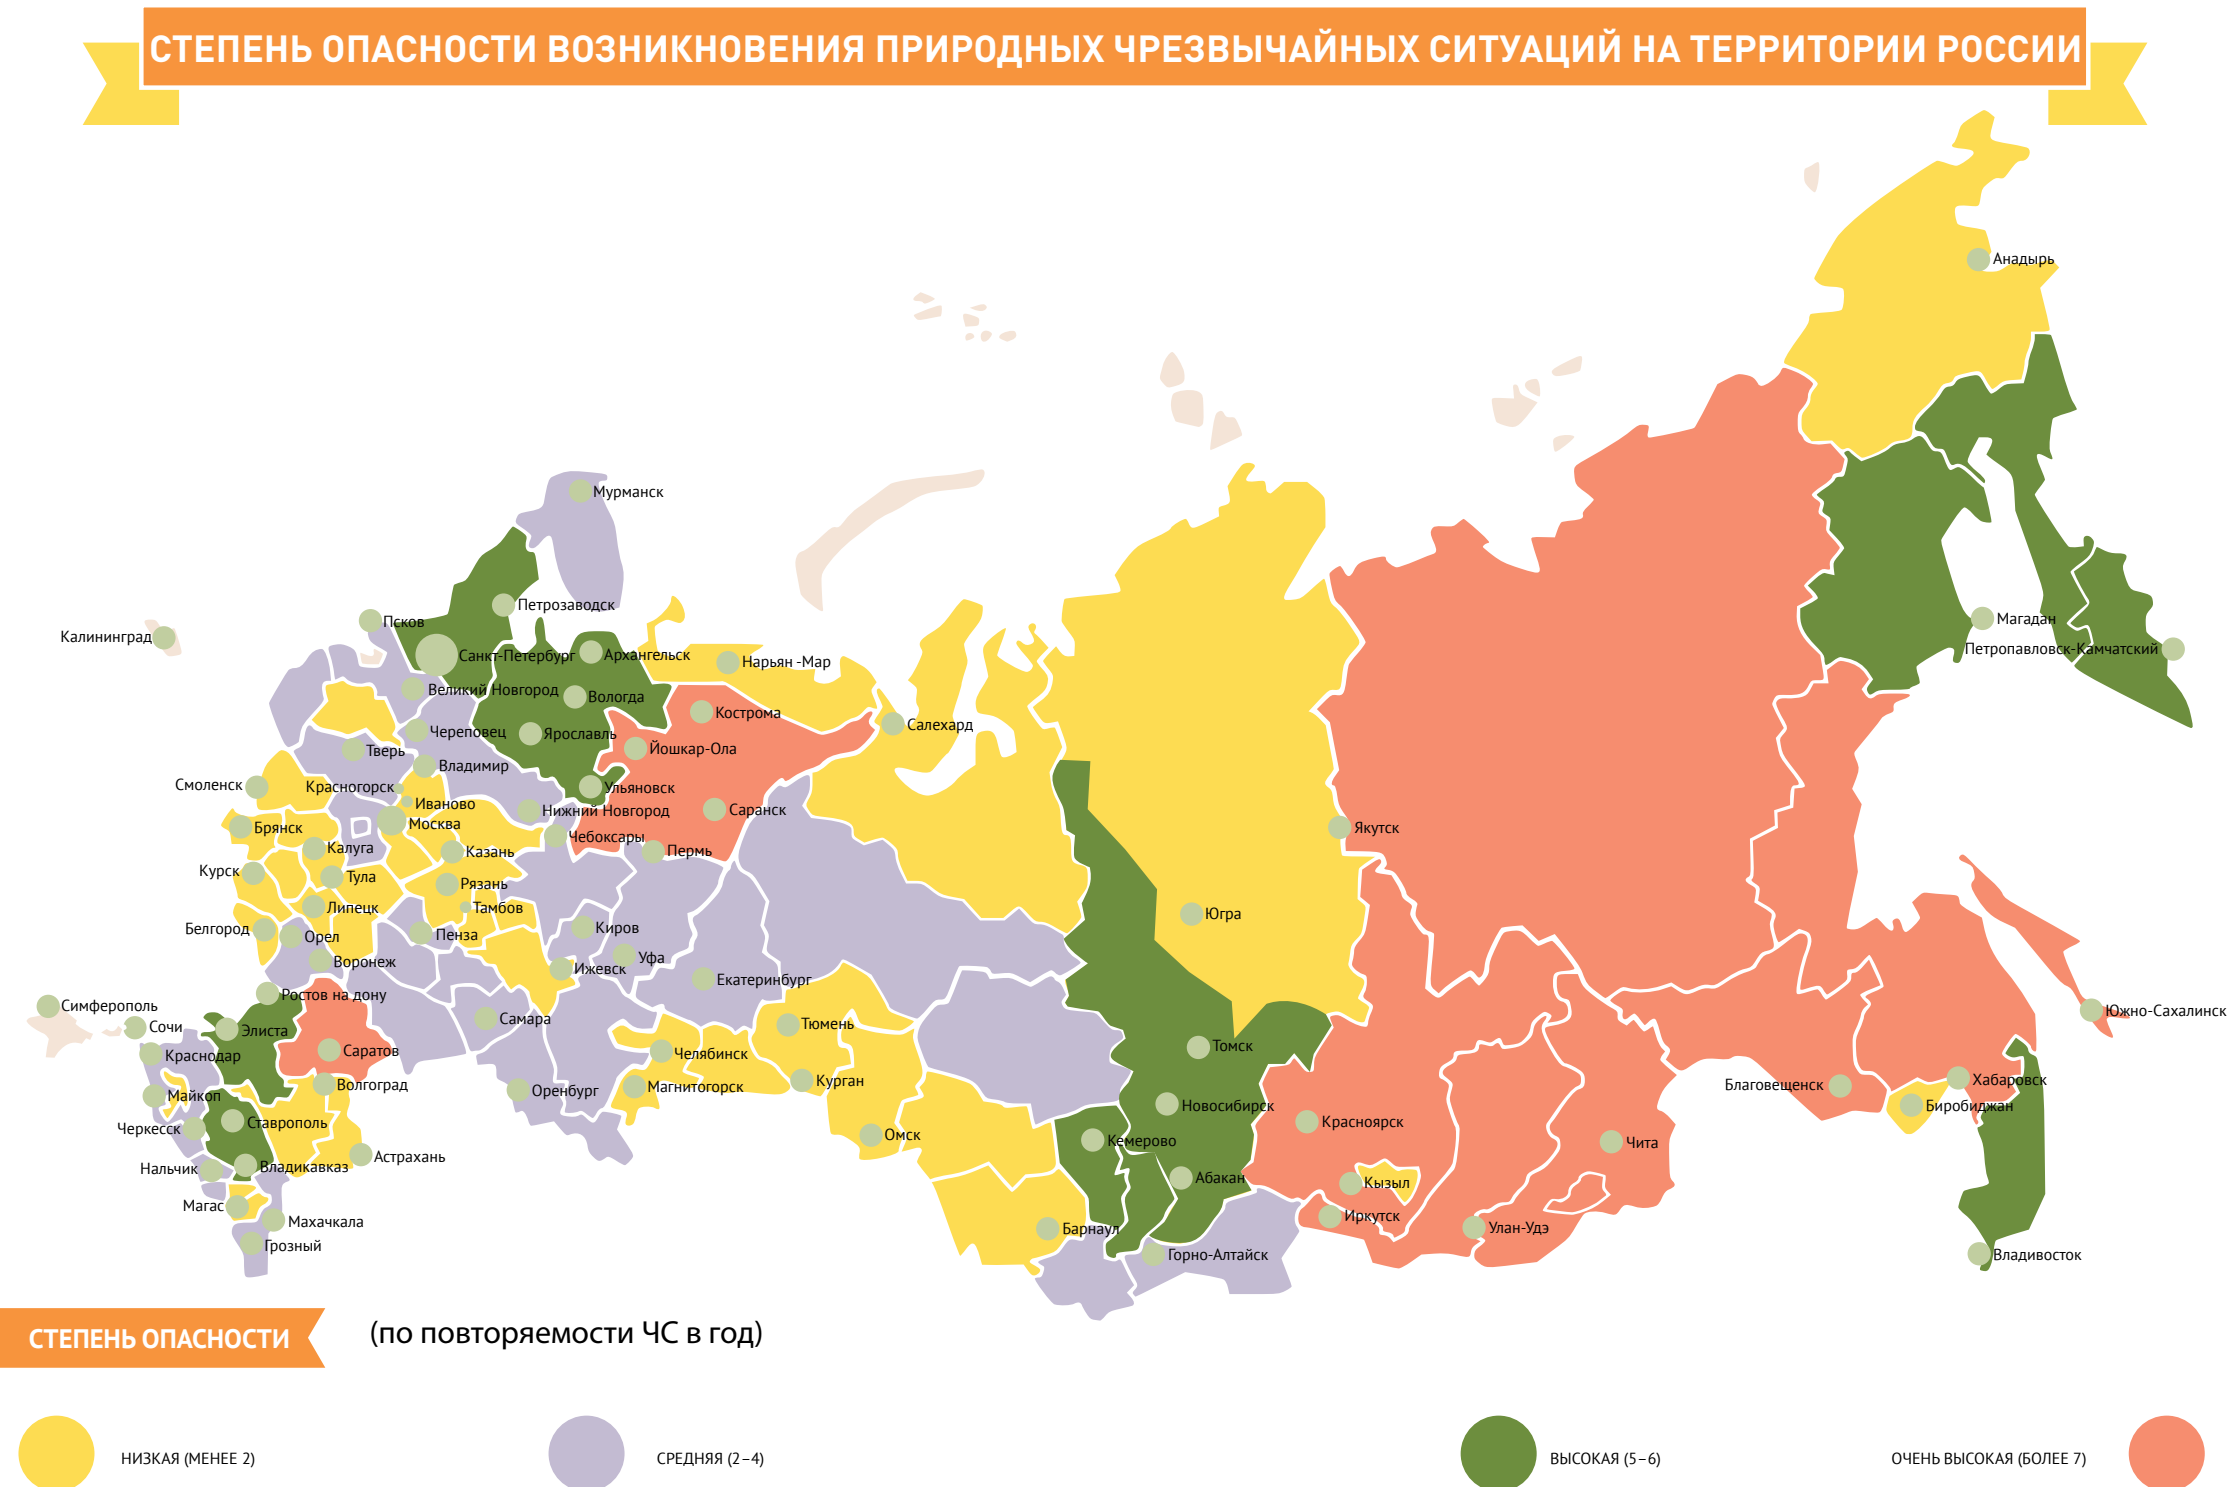 СТЕПЕНЬ ОПАСНОСТИ ВОЗНИКНОВЕНИЯ ПРИРОДНЫХ ЧРЕЗВЫЧАЙНЫХ СИТУАЦИЙ НА ТЕРРИТОРИИ РОССИИ
Анадырь
Мурманск
Петрозаводск
Псков
Калининград
Магадан
Санкт-Петербург
Архангельск
Нарьян -Мар
Петропавловск-Камчатский
Великий Новгород
Вологда
Кострома
Салехард
Череповец
Ярославль
Йошкар-Ола
Тверь
Владимир
Смоленск
Красногорск
Ульяновск
Иваново
Нижний Новгород
Саранск
Брянск
Москва
Якутск
Чебоксары
Калуга
Казань
Пермь
Курск
Тула
Рязань
Липецк
Тамбов
Югра
Белгород
Орел
Пенза
Киров
Воронеж
Ижевск
Уфа
Екатеринбург
Ростов на дону
Симферополь
Южно-Сахалинск
Сочи
Элиста
Самара
Тюмень
Краснодар
Саратов
Челябинск
Томск
Волгоград
Магнитогорск
Курган
Благовещенск
Хабаровск
Майкоп
Оренбург
Новосибирск
Биробиджан
Черкесск
Ставрополь
Омск
Кемерово
Красноярск
Чита
Нальчик
Владикавказ
Астрахань
Абакан
Кызыл
Магас
Махачкала
Барнаул
Иркутск
Улан-Удэ
Грозный
Горно-Алтайск
Владивосток
СТЕПЕНЬ ОПАСНОСТИ
(по повторяемости ЧС в год)
НИЗКАЯ (МЕНЕЕ 2)
СРЕДНЯЯ (2–4)
ВЫСОКАЯ (5–6)
ОЧЕНЬ ВЫСОКАЯ (БОЛЕЕ 7)